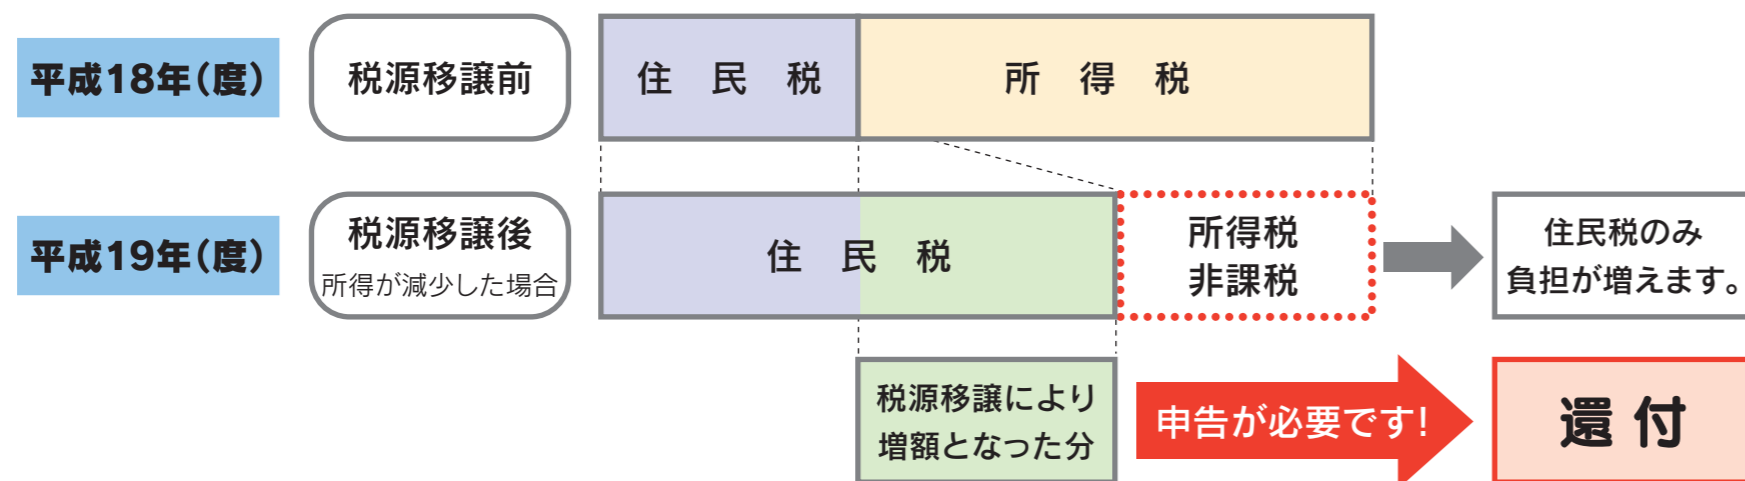 平成18年(度)
税源移譲前
住民税
所得税
平成19年(度)
税源移譲後
所得が減少した場合
住民税
所得税
非課税
住民税のみ
負担が増えます。
税源移譲により
増額となった分
申告が必要です!
還付